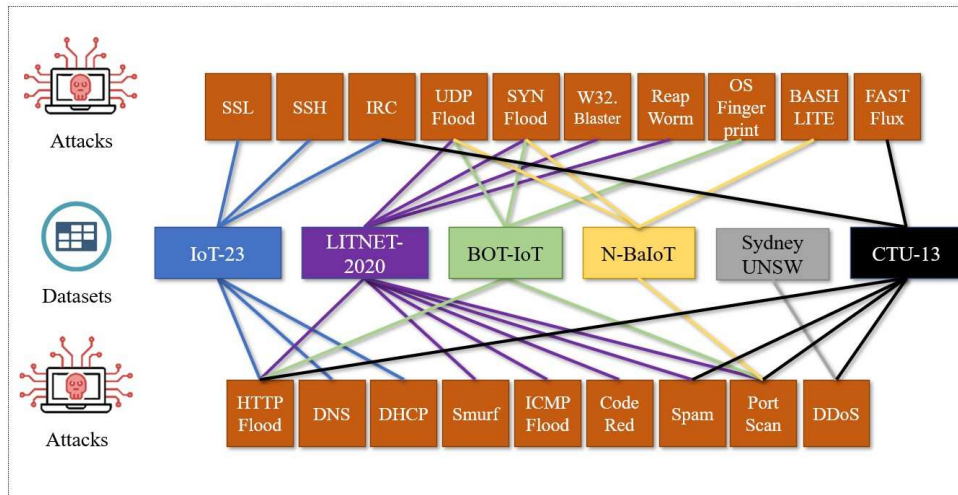 Attacks
SSL
SSH
IRC
UDP
Flood
SYN
Flood
W32.
Blaster
Reap
Worm
OS
Finger
print
BASH
LITE
FAST
Flux
Datasets
IoT-23
LITNET-
2020
BOT-IoT
N-BaIoT
Sydney
UNSW
CTU-13
Attacks
HTTP
Flood
DNS
DHCP
Smurf
ICMP
Flood
Code
Red
Spam
Port
Scan
DDoS